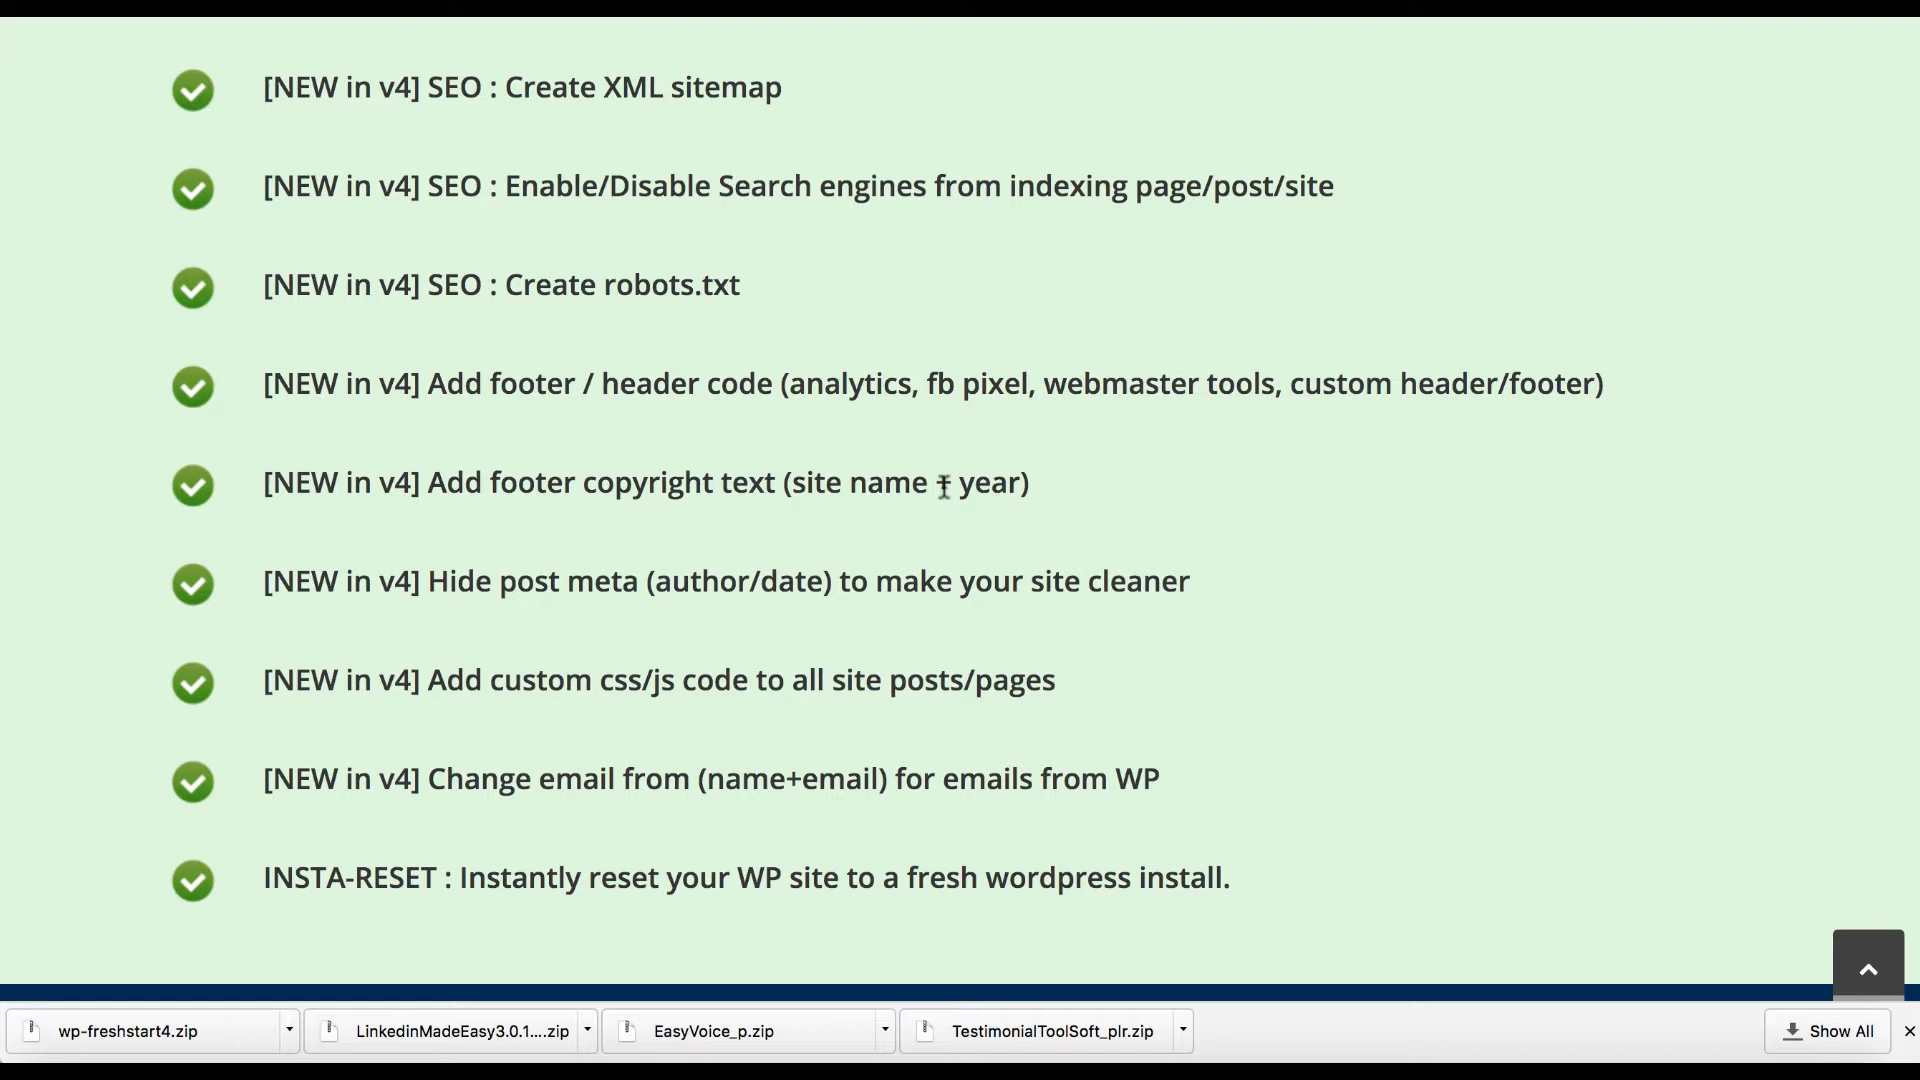 [NEW in v4] SEO : Create XML sitemap
[NEW in v4] SEO : Enable/Disable Search engines from indexing page/post/site
[NEW in v4] SEO : Create robots.txt
[NEW in v4] Add footer / header code (analytics, fb pixel, webmaster tools, custom header/footer)
[NEW in v4] Add footer copyright text (site name + year)
[NEW in v4] Hide post meta (author/date) to make your site cleaner
[NEW in v4] Add custom css/js code to all site posts/pages
[NEW in v4] Change email from (name+email) for emails from WP
INSTA-RESET : Instantly reset your WP site to a fresh wordpress install.
wp-freshstart4.zip LinkedinMadeEasy3.0.1....zip EasyVoice_p.zip TestimonialToolSoft_plr.zip Show All